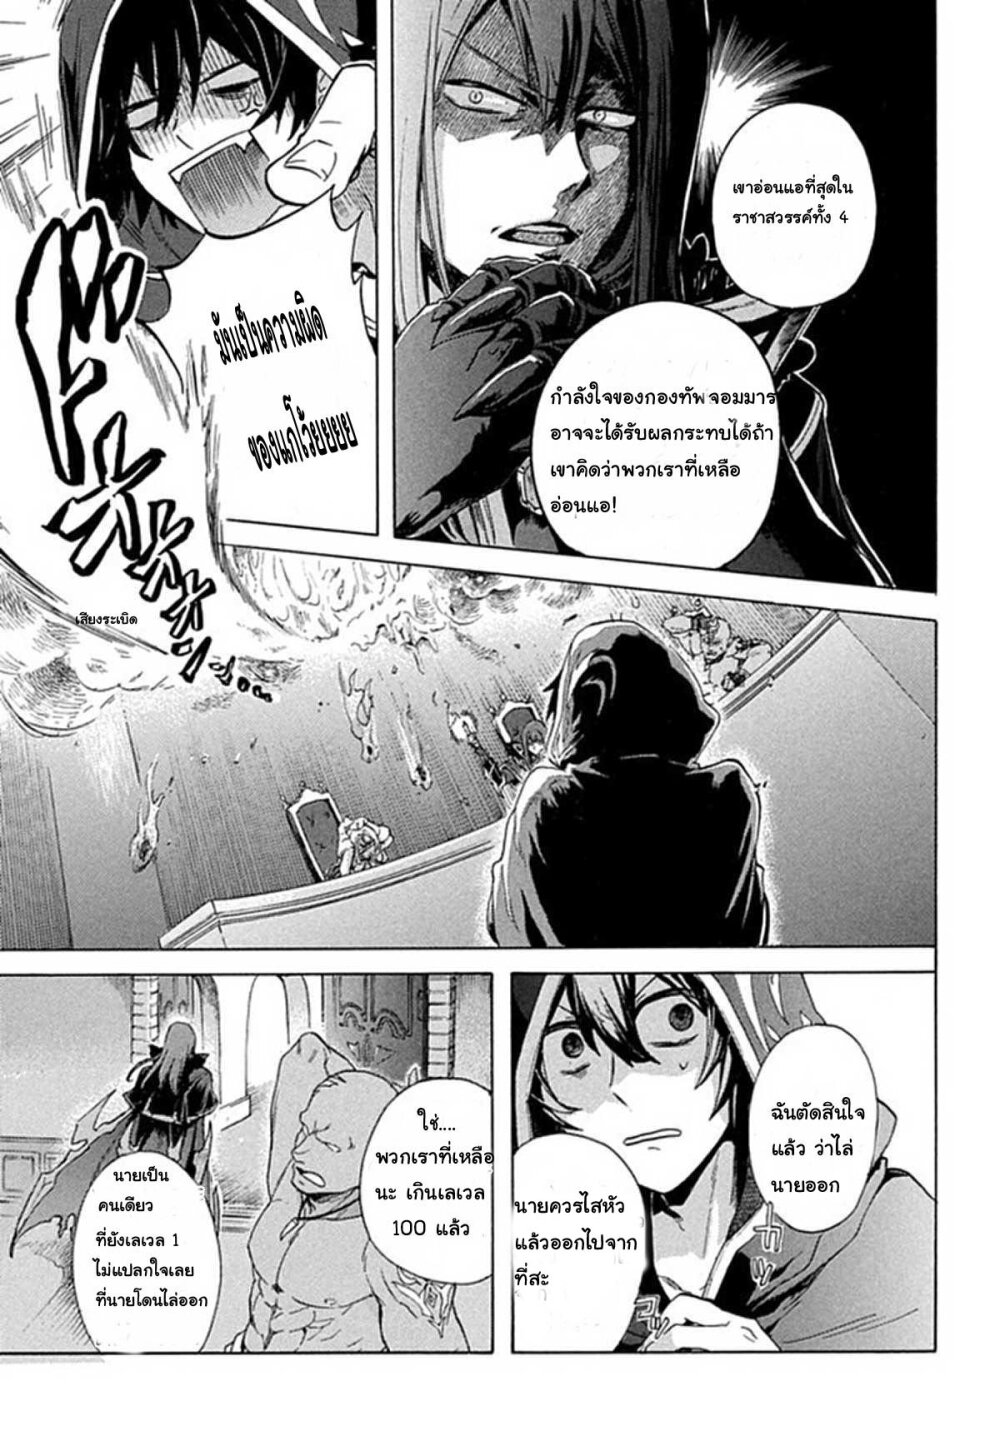 เขาอ่อนแอที่สุดใน
ราชาสวรรค์ทั้ง 4
กำลังใจของกองทัพจอมมาร
อาจจะได้รับผลกระทบได้ถ้า
เขาคิดว่าพวกเราที่เหลือ
อ่อนแอ!
มันเป็นความผิด
ของแกโว้ยยยย
เสียงระเบิด
ฉันตัดสินใจ
แล้ว ว่าไล่
นายออก
นายควรไสหัว
แล้วออกไปจาก
ที่สะ
ใช่....
พวกเราที่เหลือ
นะ เกินเลเวล
100 แล้ว
นายเป็น
คนเดียว
ที่ยังเลเวล 1
ไม่แปลกใจเลย
ที่นายโดนไล่ออก